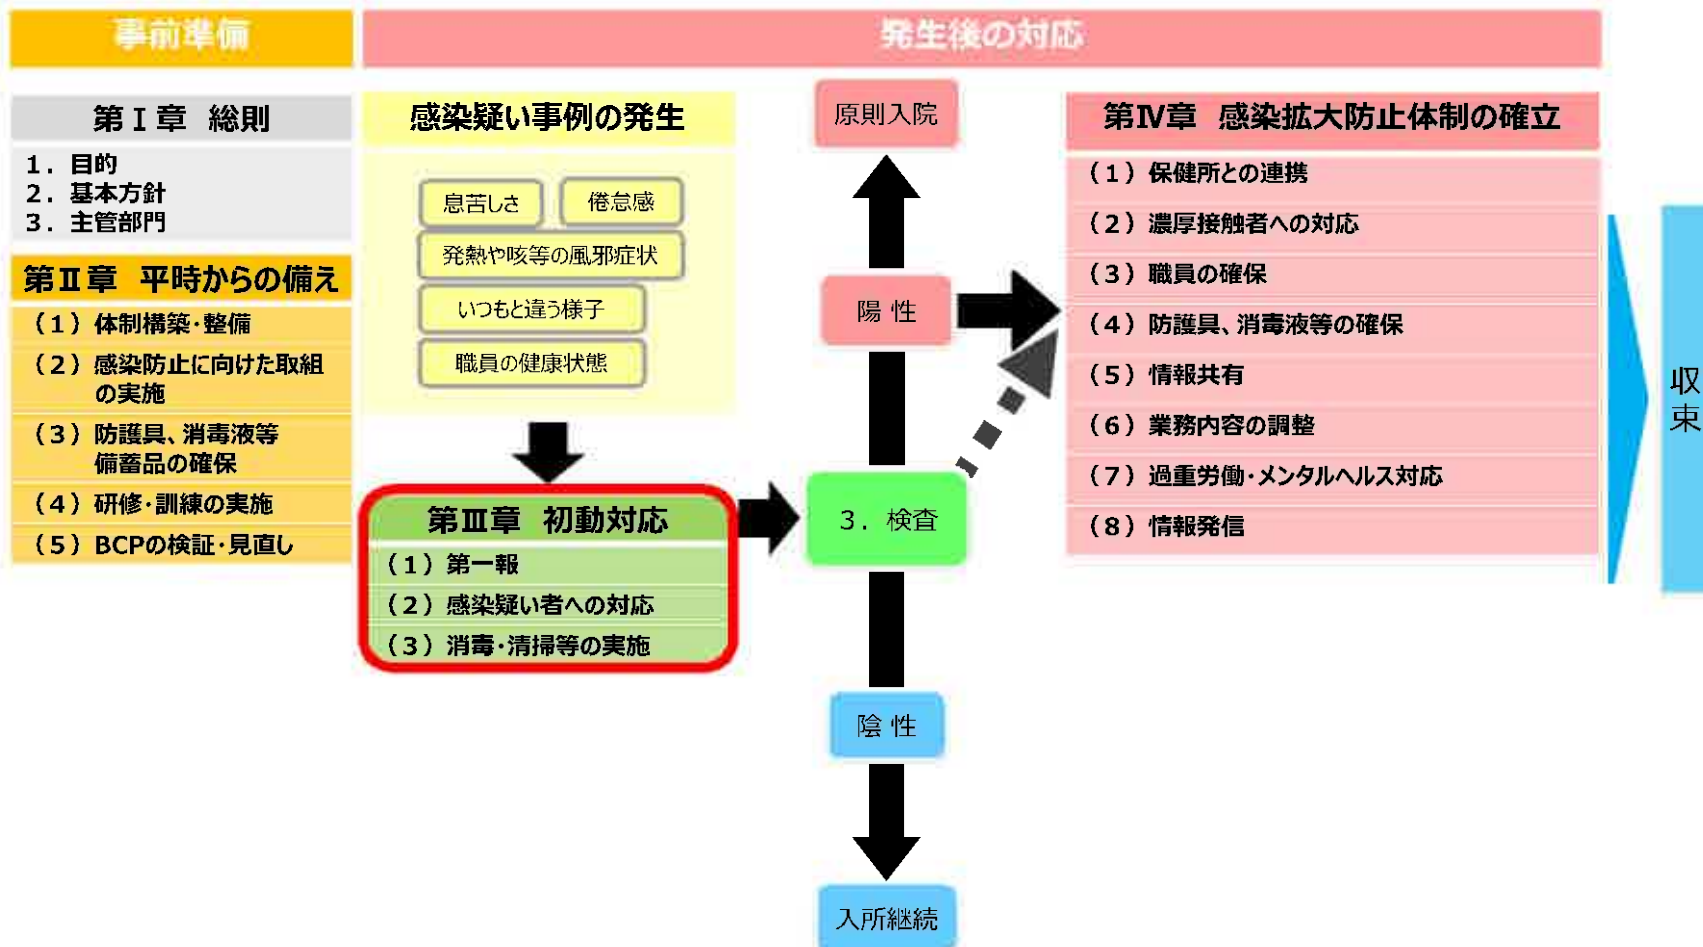 事前準備
発生後の対応
第Ⅰ章 総則
1. 目的
2. 基本方針
3. 主管部門
第Ⅱ章 平時からの備え
(1)体制構築・整備
(2)感染防止に向けた取組
の実施
(3)防護具、消毒液等
備蓄品の確保
(4)研修・訓練の実施
(5)BCPの検証・見直し
感染疑い事例の発生
息苦しさ
倦怠感
発熱や咳等の風邪症状
いつもと違う様子
職員の健康状態
第Ⅲ章 初動対応
(1)第一報
(2)感染疑い者への対応
(3)消毒・清掃等の実施
原則入院
陽 性
3. 検査
陰 性
入所継続
第Ⅳ章 感染拡大防止体制の確立
(1)保健所との連携
(2)濃厚接触者への対応
(3)職員の確保
(4)防護具、消毒液等の確保
(5)情報共有
(6)業務内容の調整
(7)過重労働・メンタルヘルス対応
(8)情報発信
収束